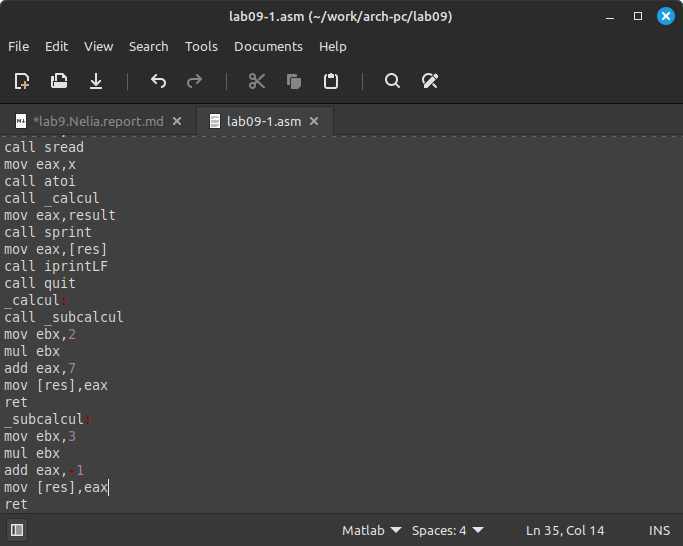 lab09-1.asm (~/work/arch-pc/lab09)
File Edit View Search Tools Documents Help
*lab9.Nelia.report.md lab09-1.asm
call sread
mov eax,x
call atoi
call _calcul
mov eax,result
call sprint
mov eax,[res]
call iprintLF
call quit
_calcul:
call _subcalcul
mov ebx,2
mul ebx
add eax,7
mov [res],eax
ret
_subcalcul:
mov ebx,3
mul ebx
add eax,-1
mov [res],eax
ret
Matlab Spaces: 4 Ln 35, Col 14 INS